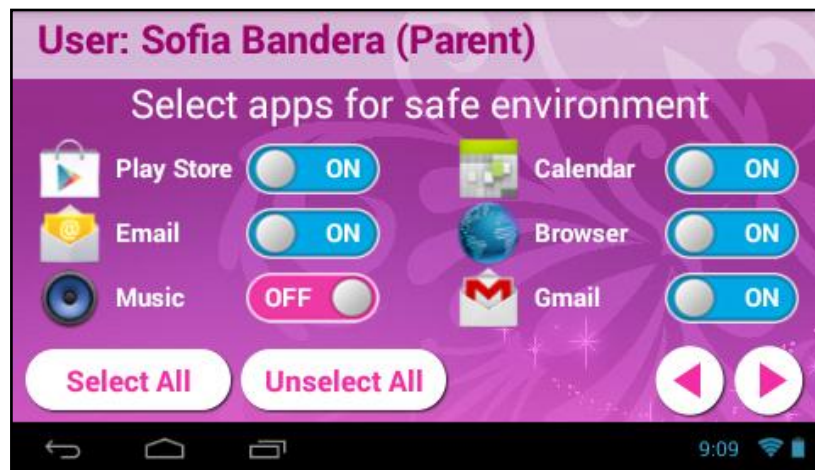 User: Sofia Bandera (Parent)
Select apps for safe environment
Play Store ON Calendar ON
Email ON Browser ON
Music OFF Gmail ON
Select All Unselect All
9:09